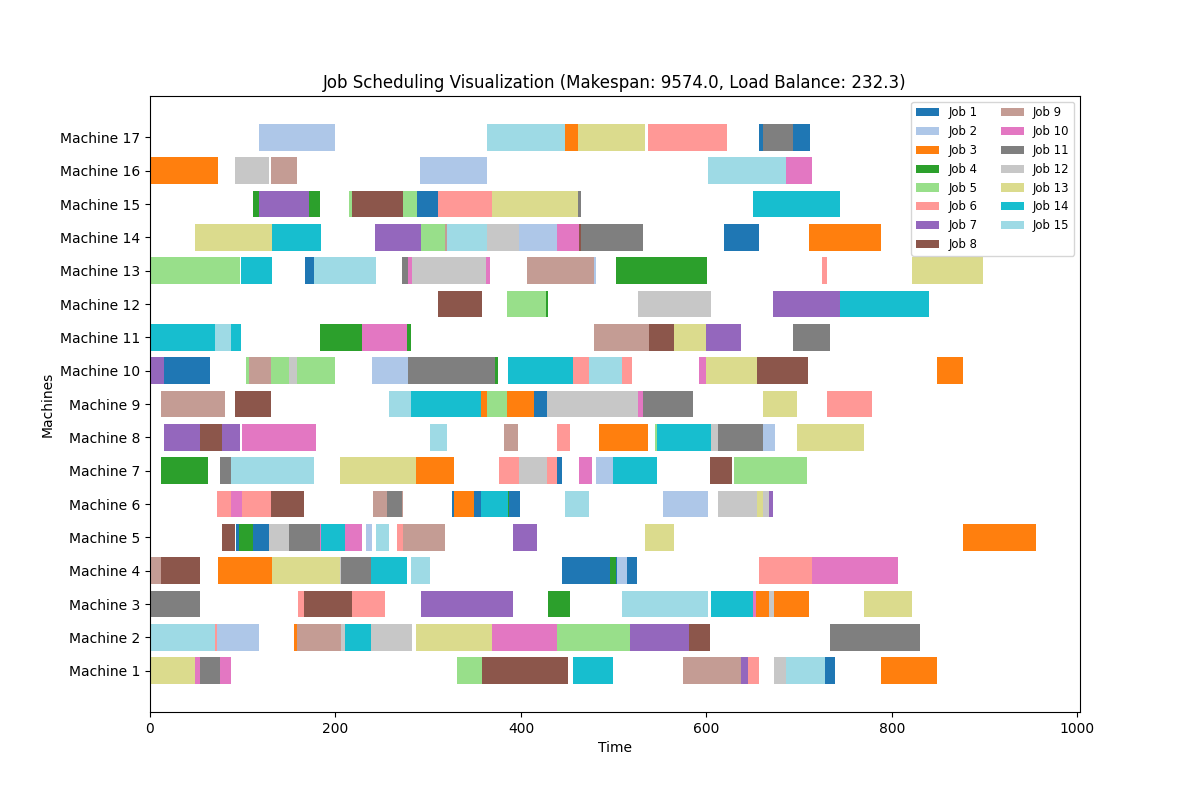 Job Scheduling Visualization (Makespan: 9574.0, Load Balance: 232.3)
Machine 17
Machine 16
Machine 15
Machine 14
Machine 13
Machine 12
Machine 11
Machine 10
Machine 9
Machine 8
Machine 7
Machine 6
Machine 5
Machine 4
Machine 3
Machine 2
Machine 1
Machines
0 200 400 600 800 1000
Time
Job 1 Job 9
Job 2 Job 10
Job 3 Job 11
Job 4 Job 12
Job 5 Job 13
Job 6 Job 14
Job 7 Job 15
Job 8